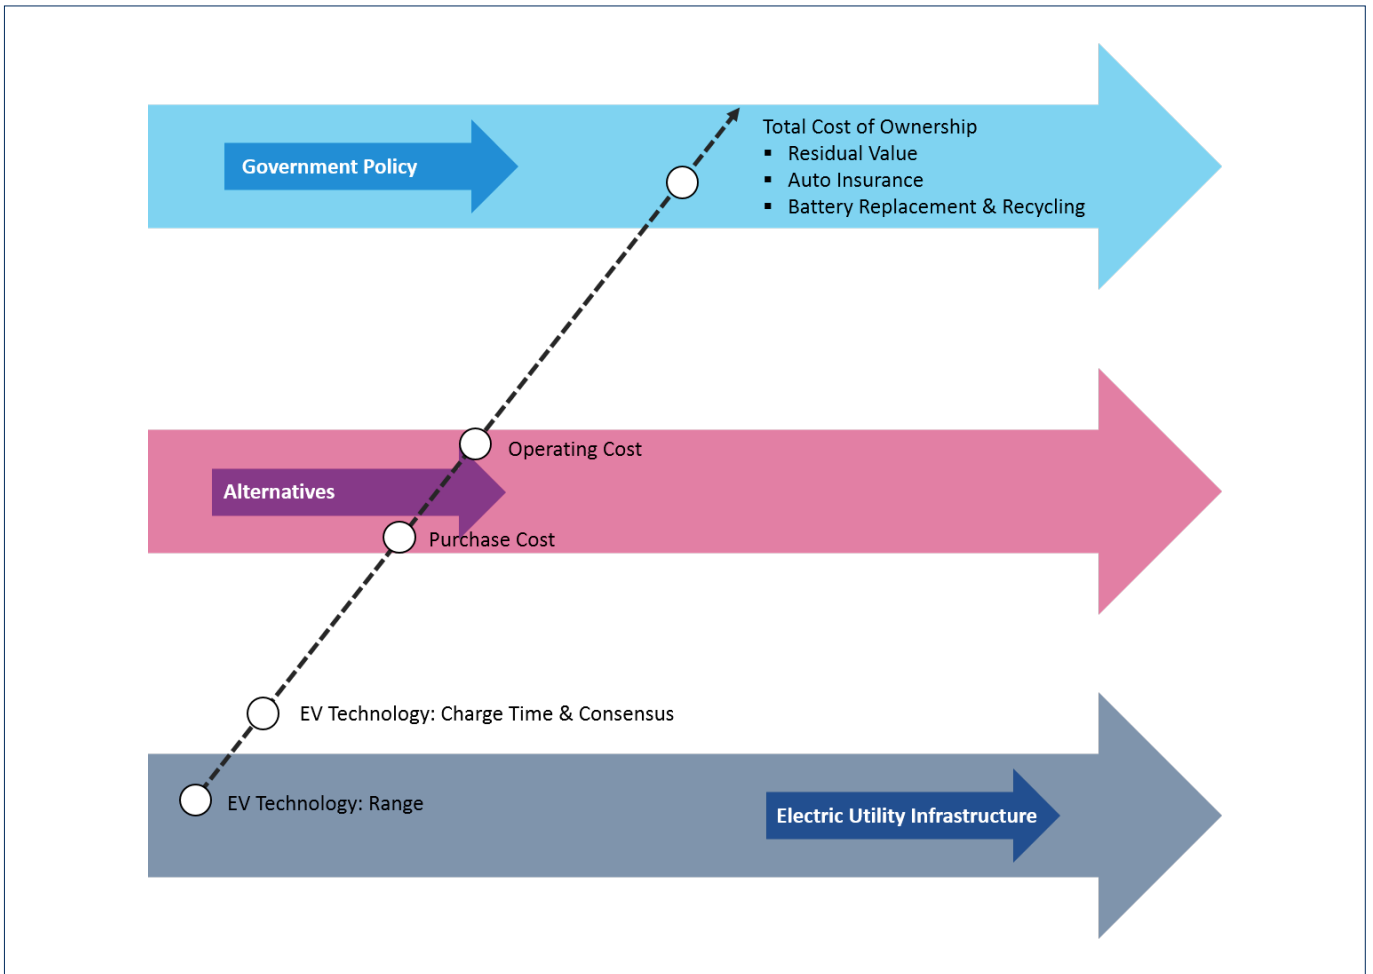 Government Policy
Total Cost of Ownership
▪ Residual Value
▪ Auto Insurance
▪ Battery Replacement & Recycling
Operating Cost
Alternatives
Purchase Cost
EV Technology: Charge Time & Consensus
EV Technology: Range
Electric Utility Infrastructure